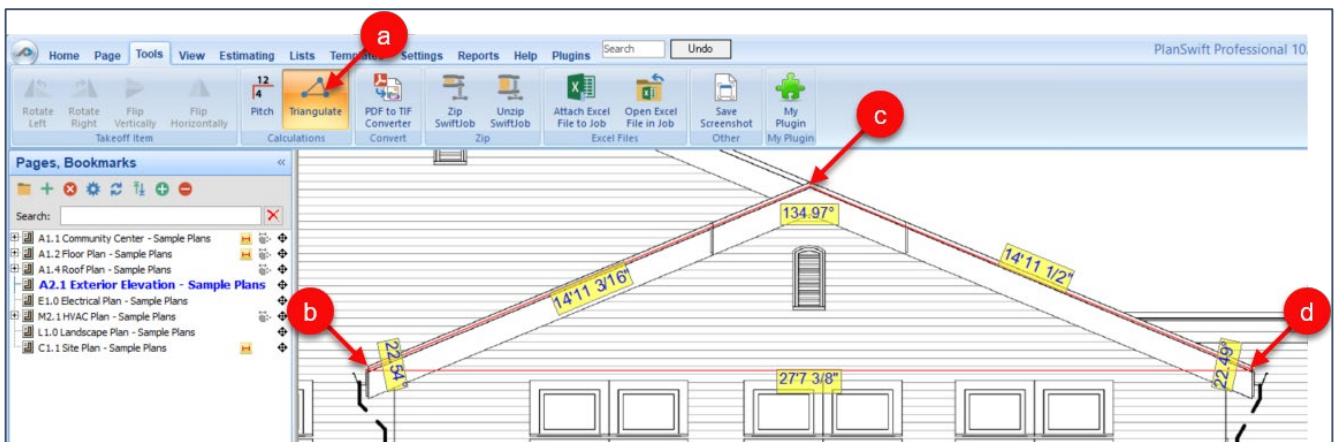 a
Home Page Tools View Estimating Lists Settings Reports Help Plugins Search Undo PlanSwift Professional 10.
12
4
Rotate Left
Rotate Right
Flip Vertically
Flip Horizontally
Pitch
Triangulate
PDF to TIF Converter
Zip SwiftJob
Unzip SwiftJob
Attach Excel File to Job
Open Excel File in Job
Save Screenshot
My Plugin
Takeoff Item Calculations Convert Zip Excel Files Other My Plugin
c
Pages, Bookmarks «
Search:
A1.1 Community Center - Sample Plans
A1.2 Floor Plan - Sample Plans
A1.4 Roof Plan - Sample Plans
A2.1 Exterior Elevation - Sample Plans
E1.0 Electrical Plan - Sample Plans
M2.1 HVAC Plan - Sample Plans
L1.0 Landscape Plan - Sample Plans
C1.1 Site Plan - Sample Plans
134.97°
14'11 3/16"
14'11 1/2"
b
d
22.54°
22.49°
27'7 3/8"